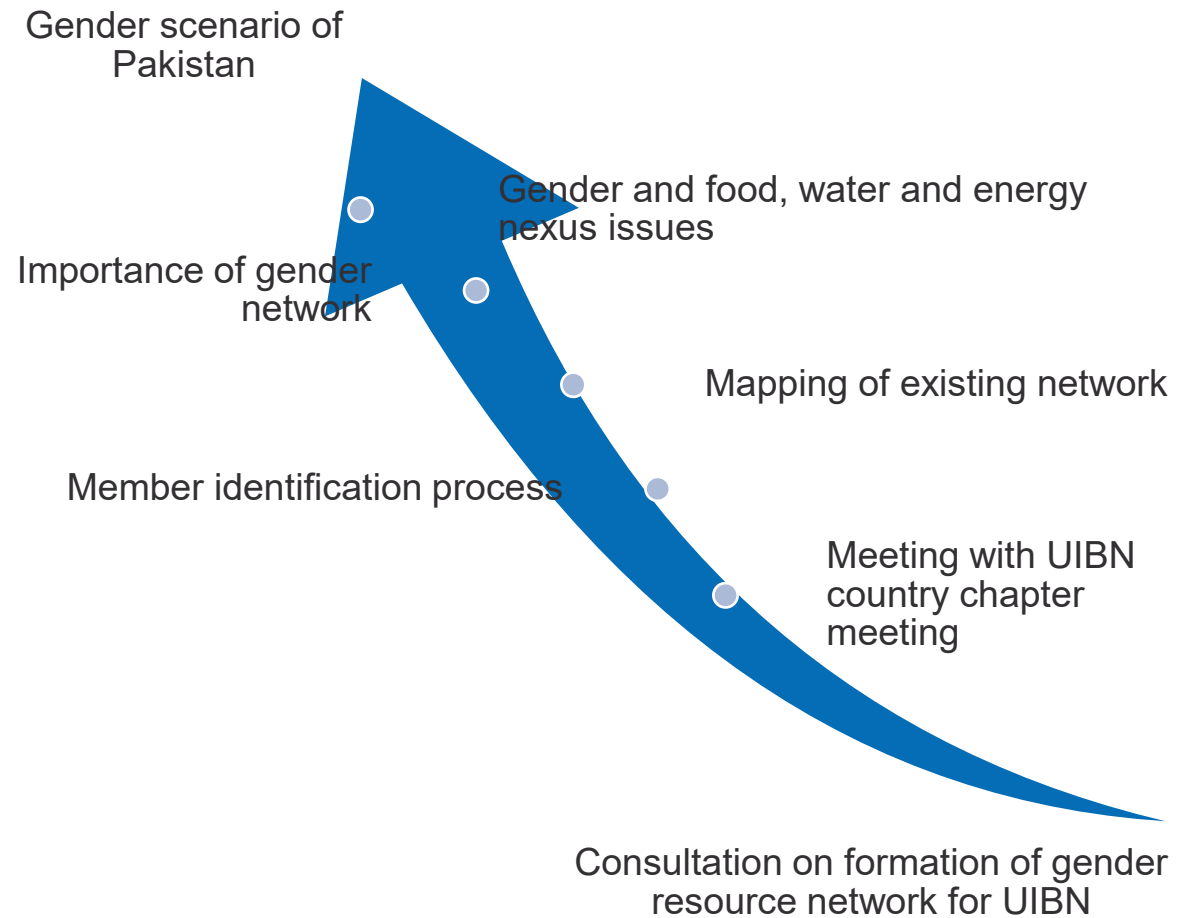 Gender scenario of
Pakistan
Gender and food, water and energy
nexus issues
Importance of gender
network
Mapping of existing network
Member identification process
Meeting with UIBN
country chapter
meeting
Consultation on formation of gender
resource network for UIBN